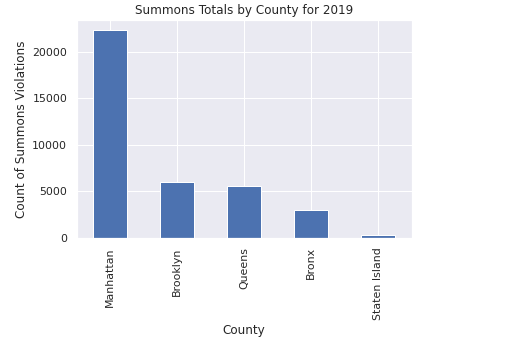 Summons Totals by County for 2019
Count of Summons Violations
20000
15000
10000
5000
0
Manhattan
Brooklyn
Queens
Bronx
Staten Island
County